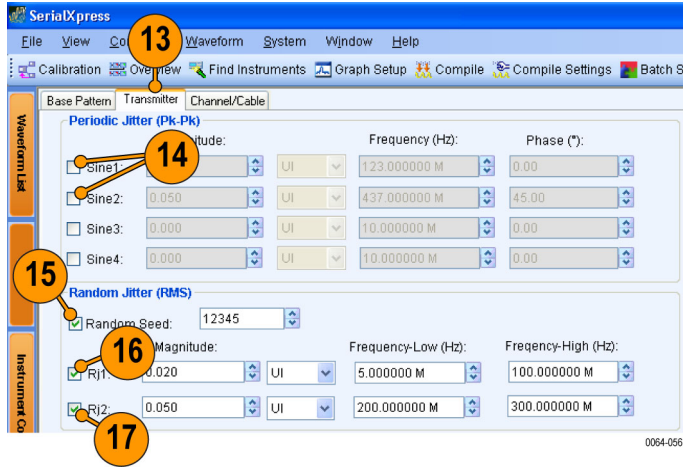 SerialXpress
File View Co 13 Waveform System Window Help
Calibration Overview Find Instruments Graph Setup Compile Compile Settings Batch S
Base Pattern Transmitter Channel/Cable
Waveform List
Periodic Jitter (Pk-Pk)
itude: Frequency (Hz): Phase (°):
14
Sine1: UI 123.000000 M 0.00
Sine2: 0.050 UI 437.000000 M 45.00
Sine3: 0.000 UI 10.000000 M 0.00
Sine4: 0.000 UI 10.000000 M 0.00
15
Random Jitter (RMS)
Random Seed: 12345
16
Magnitude: Frequency-Low (Hz): Freqency-High (Hz):
Instrument Co
Rj1: 0.020 UI 5.000000 M 100.000000 M
Rj2: 0.050 UI 200.000000 M 300.000000 M
17
0064-056